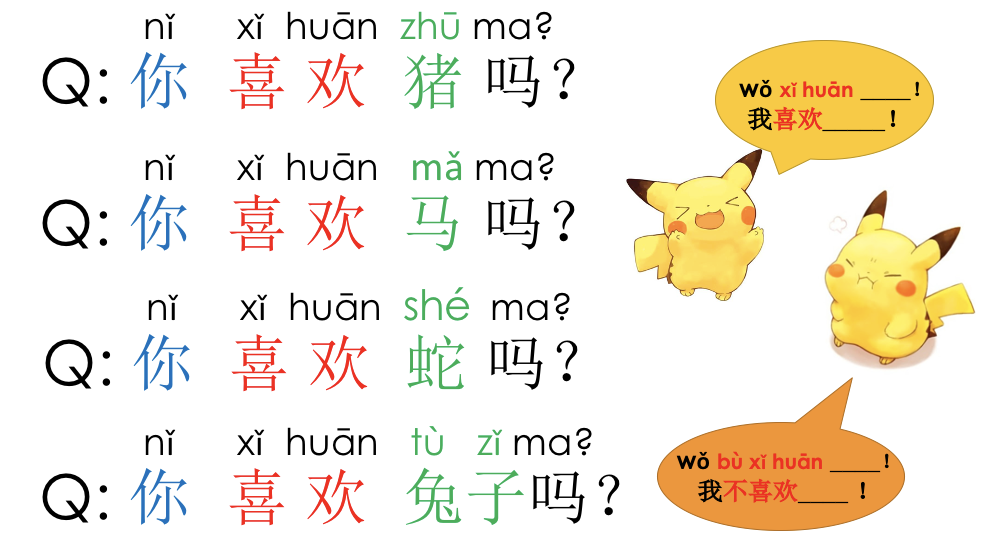 nǐ xǐ huān zhū ma?
Q: 你 喜 欢 猪 吗？
nǐ xǐ huān mǎ ma?
Q: 你 喜 欢 马 吗？
nǐ xǐ huān shé ma?
Q: 你 喜 欢 蛇 吗？
nǐ xǐ huān tù zǐ ma?
Q: 你 喜 欢 兔子吗？
wǒ xǐ huān ____!
我喜欢_____！
wǒ bù xǐ huān ____!
我不喜欢____！